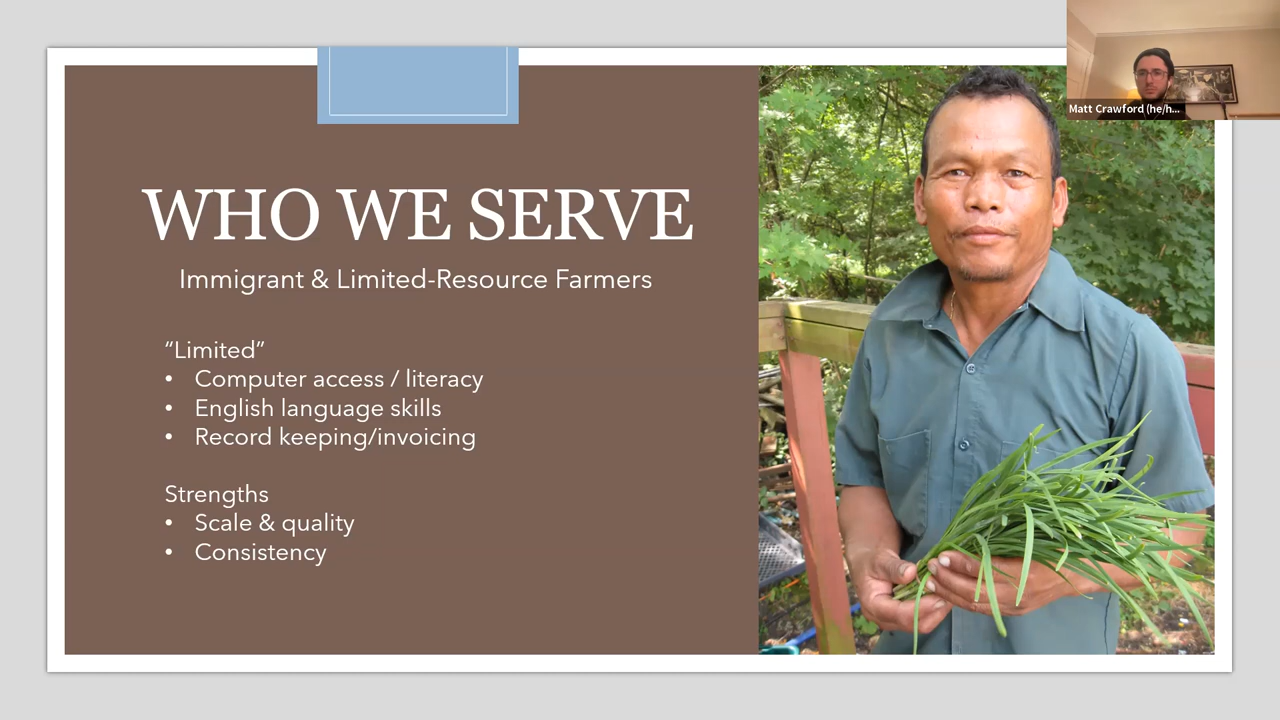 WHO WE SERVE
Immigrant & Limited-Resource Farmers
“Limited”
• Computer access / literacy
• English language skills
• Record keeping/invoicing
Strengths
• Scale & quality
• Consistency
Matt Crawford (he/h...